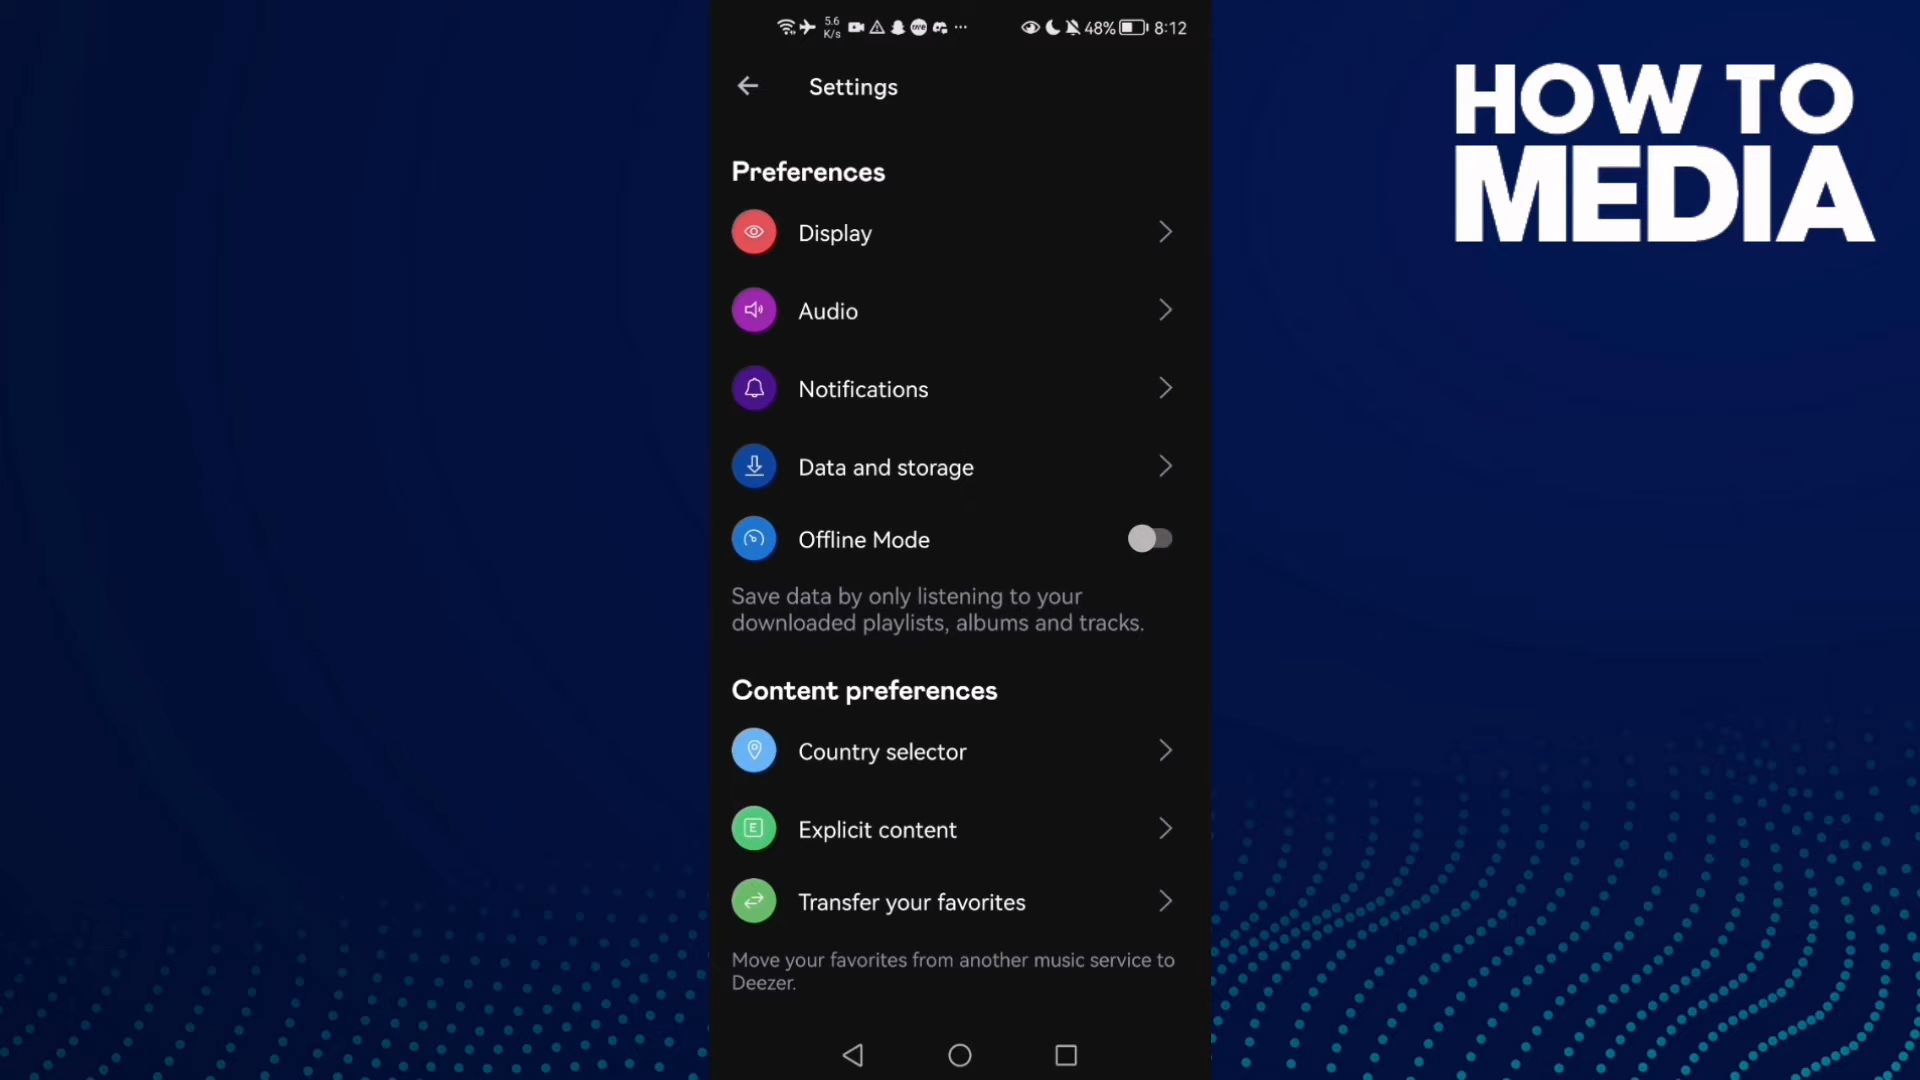 5.6
K/s
48%
8:12
Settings
HOW TO
MEDIA
Preferences
Display
Audio
Notifications
Data and storage
Offline Mode
Save data by only listening to your
downloaded playlists, albums and tracks.
Content preferences
Country selector
E
Explicit content
Transfer your favorites
Move your favorites from another music service to
Deezer.